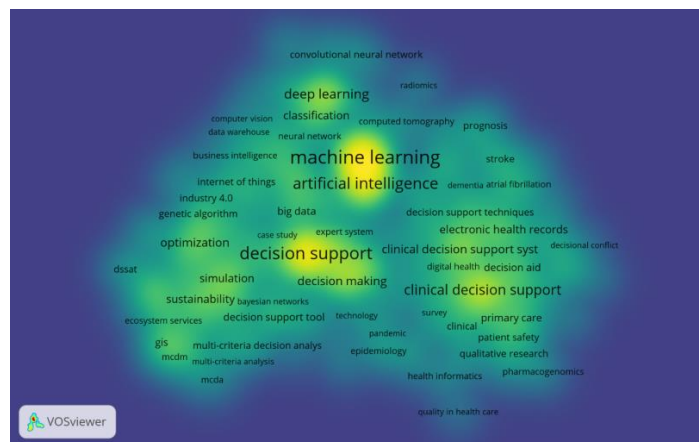 convolutional neural network
radiomics
deep learning
classification
computer vision
computed tomography
prognosis
data warehouse
neural network
business intelligence
machine learning
stroke
internet of things
artificial intelligence
dementia
atrial fibrillation
industry 4.0
genetic algorithm
big data
decision support techniques
case study
expert system
electronic health records
optimization
decision support
clinical decision support syst
decisional conflict
dssat
simulation
decision making
digital health
decision aid
clinical decision support
sustainability
bayesian networks
ecosystem services
decision support tool
technology
survey
primary care
clinical
pandemic
patient safety
gis
multi-criteria decision analys
mcdm
multi-criteria analysis
epidemiology
qualitative research
mcda
health informatics
pharmacogenomics
quality in health care
VOSviewer